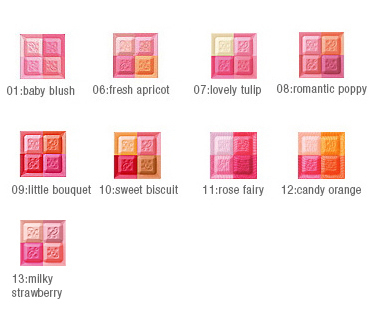 01:baby blush
06:fresh apricot
07:lovely tulip
08:romantic poppy
09:little bouquet
10:sweet biscuit
11:rose fairy
12:candy orange
13:milky
strawberry